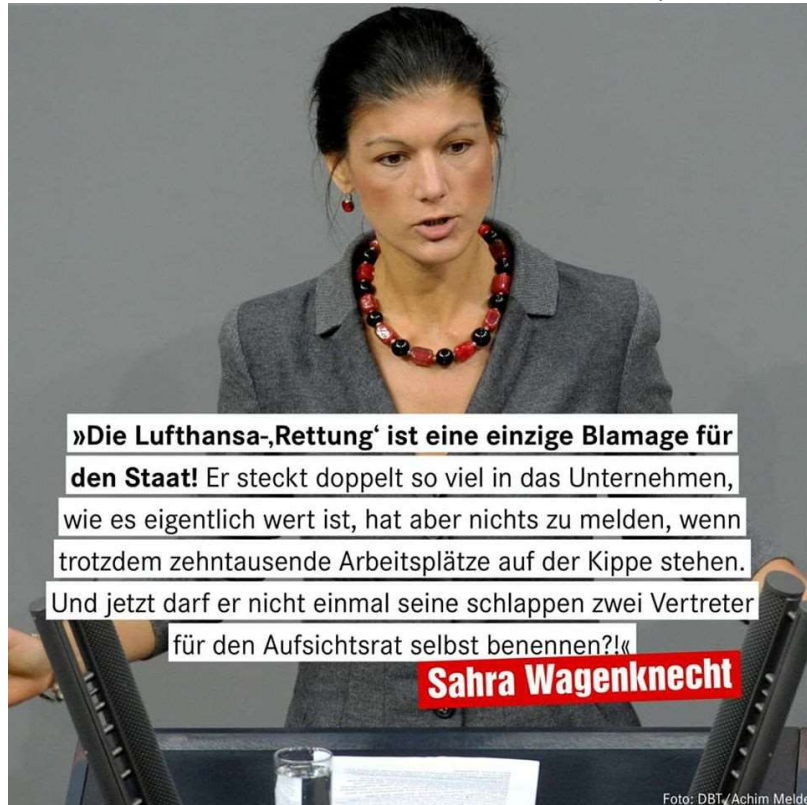 »Die Lufthansa-‚Rettung‘ ist eine einzige Blamage für
den Staat! Er steckt doppelt so viel in das Unternehmen,
wie es eigentlich wert ist, hat aber nichts zu melden, wenn
trotzdem zehntausende Arbeitsplätze auf der Kippe stehen.
Und jetzt darf er nicht einmal seine schlappen zwei Vertreter
für den Aufsichtsrat selbst benennen?!«
Sahra Wagenknecht
Foto: DBT/Achim Melde